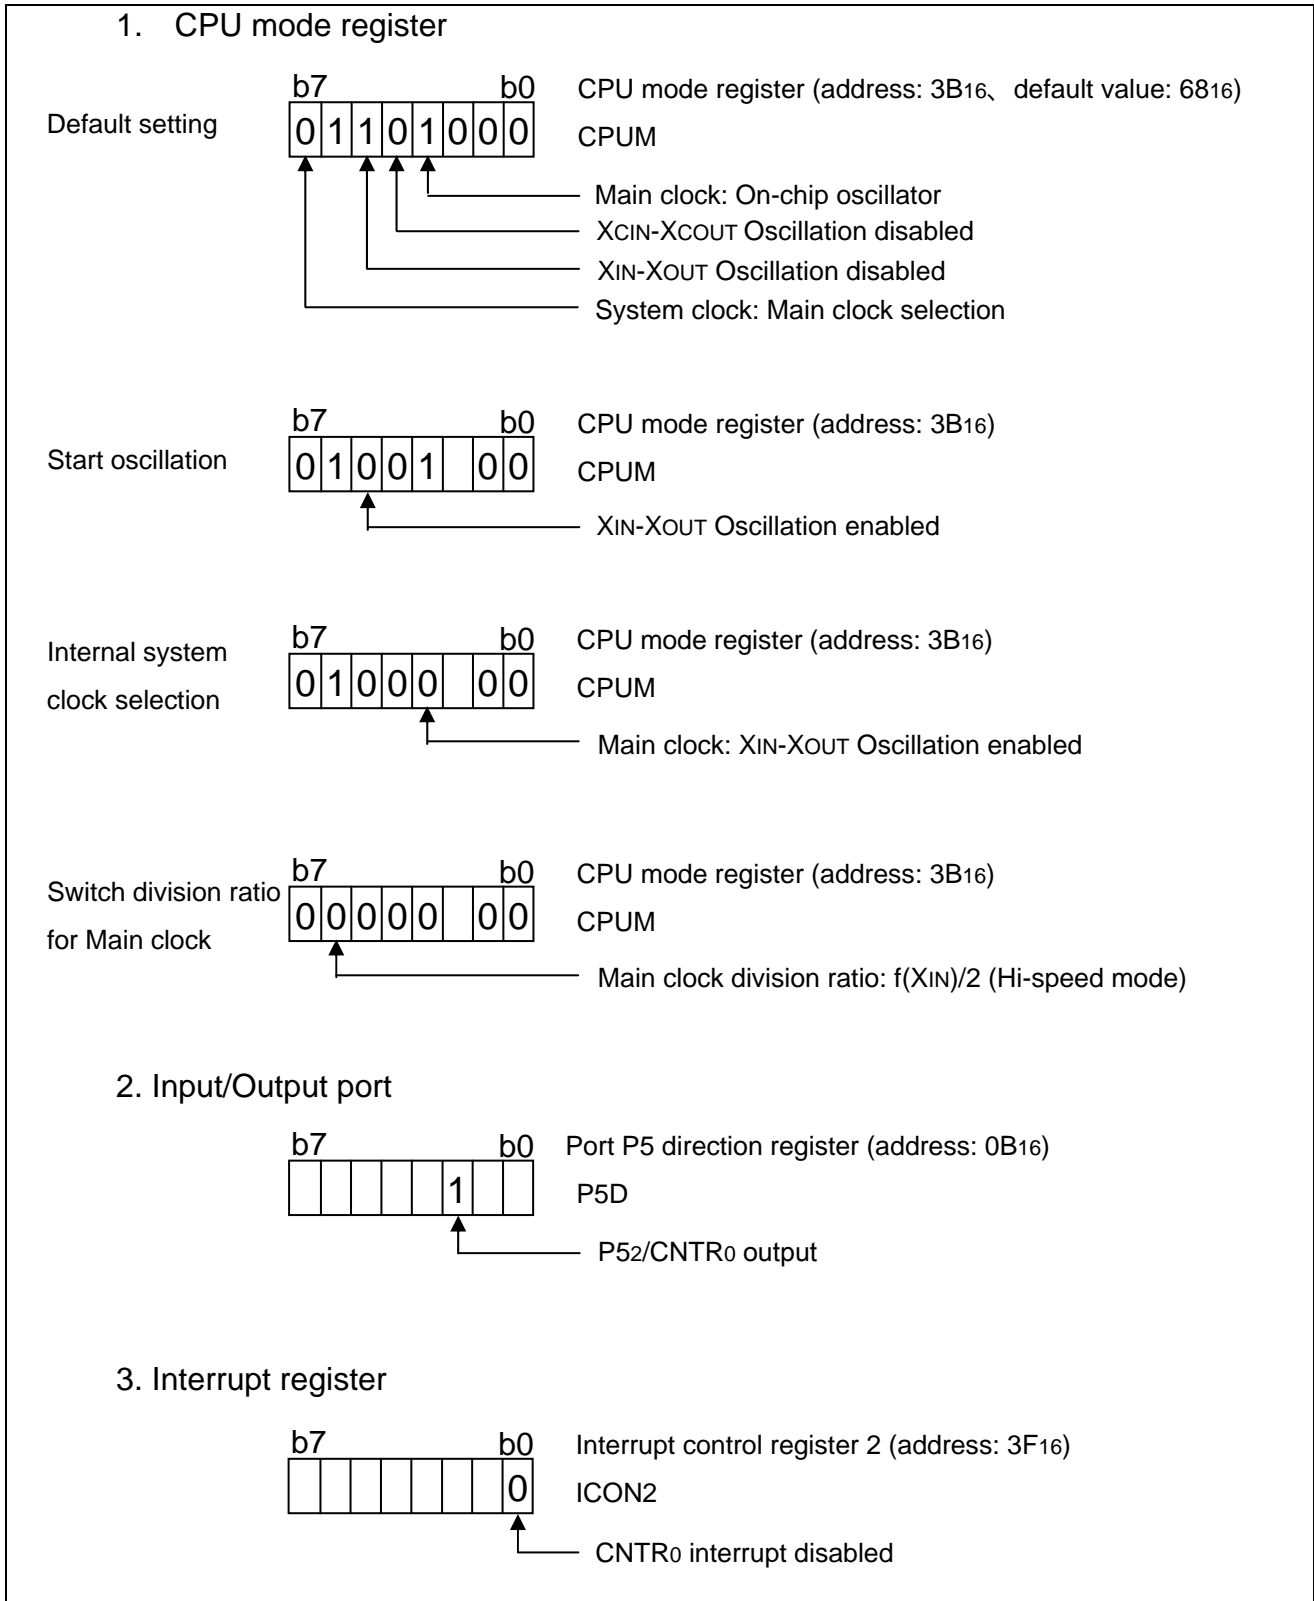 1. CPU mode register
b7 b0 CPU mode register (address: 3B16、 default value: 6816)
Default setting 0 1 1 0 1 0 0 0 CPUM
Main clock: On-chip oscillator
XCIN-XCOUT Oscillation disabled
XIN-XOUT Oscillation disabled
System clock: Main clock selection
b7 b0 CPU mode register (address: 3B16)
Start oscillation 0 1 0 0 1 0 0 CPUM
XIN-XOUT Oscillation enabled
b7 b0 CPU mode register (address: 3B16)
Internal system
clock selection 0 1 0 0 0 0 0 CPUM
Main clock: XIN-XOUT Oscillation enabled
b7 b0 CPU mode register (address: 3B16)
Switch division ratio
for Main clock 0 0 0 0 0 0 0 CPUM
Main clock division ratio: f(XIN)/2 (Hi-speed mode)
2. Input/Output port
b7 b0 Port P5 direction register (address: 0B16)
1 P5D
P52/CNTR0 output
3. Interrupt register
b7 b0 Interrupt control register 2 (address: 3F16)
0 ICON2
CNTR0 interrupt disabled